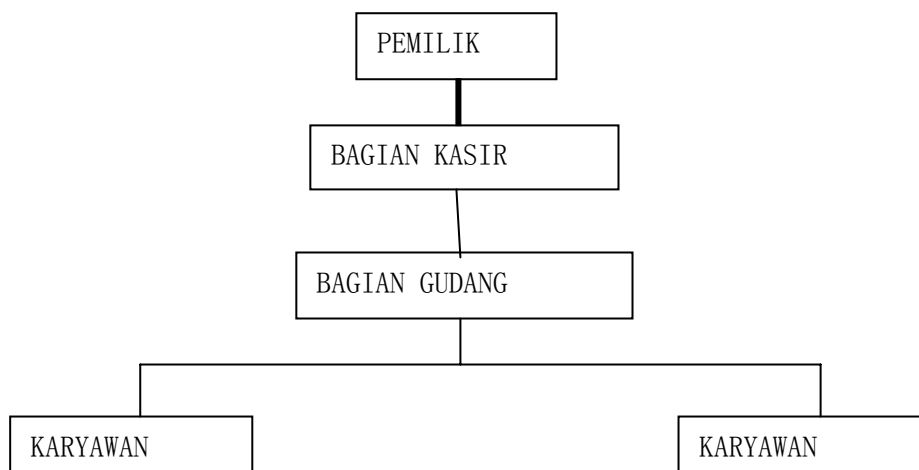 PEMILIK
BAGIAN KASIR
BAGIAN GUDANG
KARYAWAN
KARYAWAN